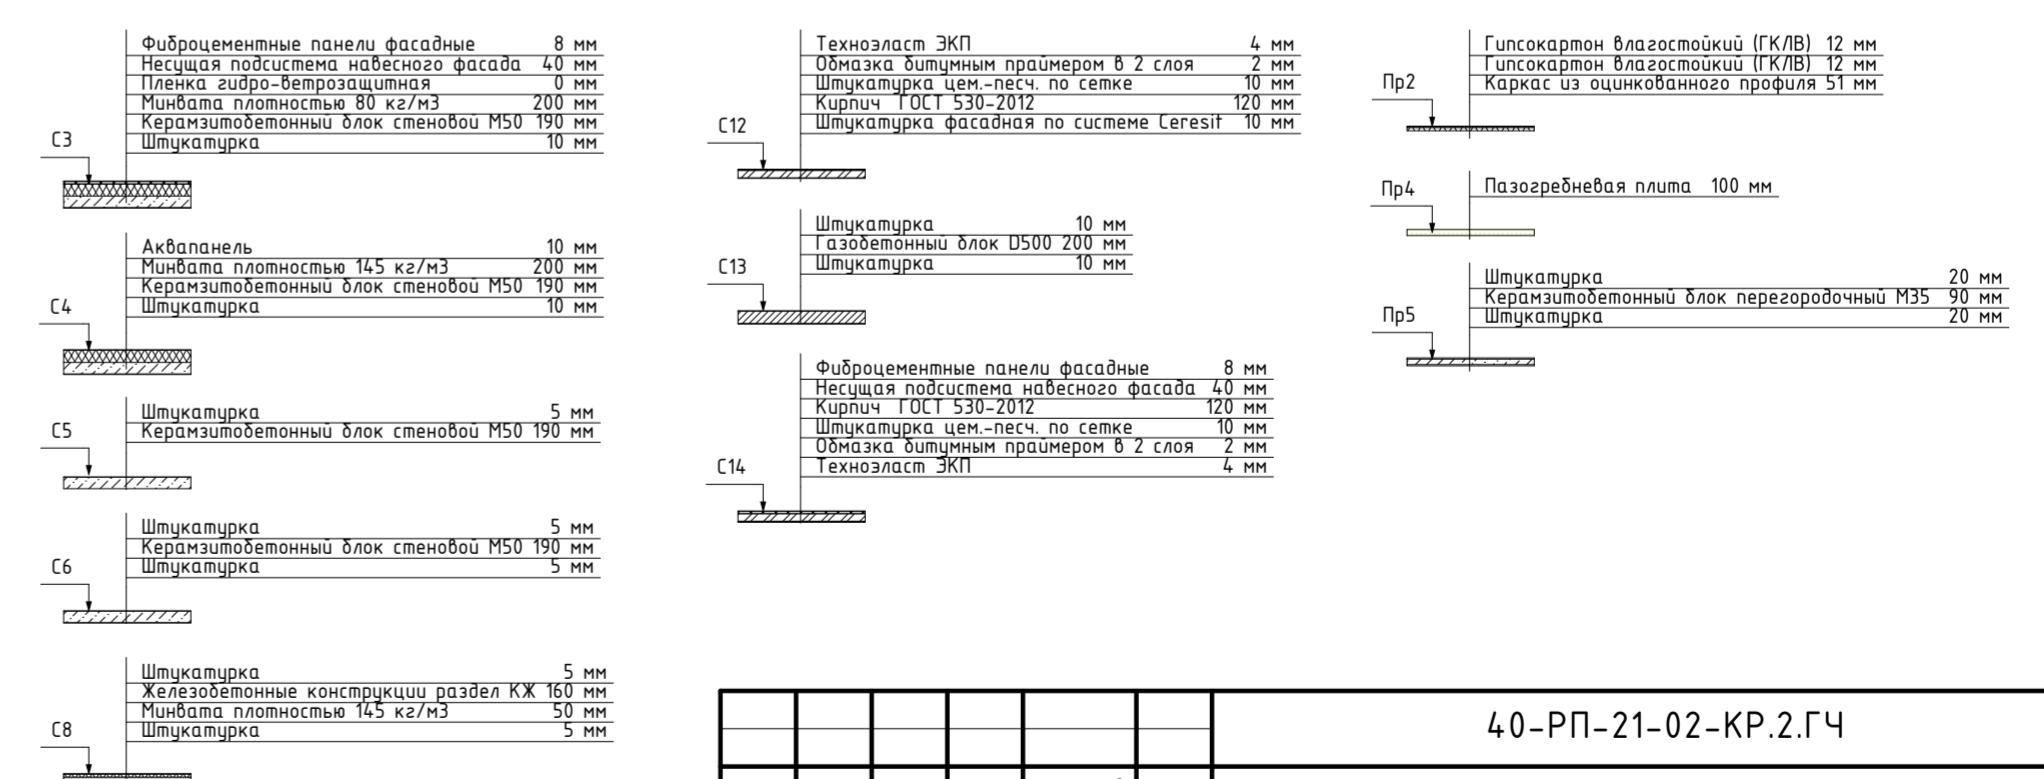 С3
Фиброцементные панели фасадные 8 мм
Несущая подсистема навесного фасада 40 мм
Пленка гидро-ветрозащитная 0 мм
Минвата плотностью 80 кг/м3 200 мм
Керамзитобетонный блок стеновой М50 190 мм
Штукатурка 10 мм
С4
Аквапанель 10 мм
Минвата плотностью 145 кг/м3 200 мм
Керамзитобетонный блок стеновой М50 190 мм
Штукатурка 10 мм
С5
Штукатурка 5 мм
Керамзитобетонный блок стеновой М50 190 мм
С6
Штукатурка 5 мм
Керамзитобетонный блок стеновой М50 190 мм
Штукатурка 5 мм
С8
Штукатурка 5 мм
Железобетонные конструкции раздел КЖ 160 мм
Минвата плотностью 145 кг/м3 50 мм
Штукатурка 5 мм
С12
Техноэласт ЭКП 4 мм
Обмазка битумным праймером в 2 слоя 2 мм
Штукатурка цем.-песч. по сетке 10 мм
Кирпич ГОСТ 530-2012 120 мм
Штукатурка фасадная по системе Ceresit 10 мм
С13
Штукатурка 10 мм
Газобетонный блок D500 200 мм
Штукатурка 10 мм
С14
Фиброцементные панели фасадные 8 мм
Несущая подсистема навесного фасада 40 мм
Кирпич ГОСТ 530-2012 120 мм
Штукатурка цем.-песч. по сетке 10 мм
Обмазка битумным праймером в 2 слоя 2 мм
Техноэласт ЭКП 4 мм
Пр2
Гипсокартон влагостойкий (ГКЛВ) 12 мм
Гипсокартон влагостойкий (ГКЛВ) 12 мм
Каркас из оцинкованного профиля 51 мм
Пр4
Пазогребневая плита 100 мм
Пр5
Штукатурка 20 мм
Керамзитобетонный блок перегородочный М35 90 мм
Штукатурка 20 мм
40-РП-21-02-КР.2.ГЧ